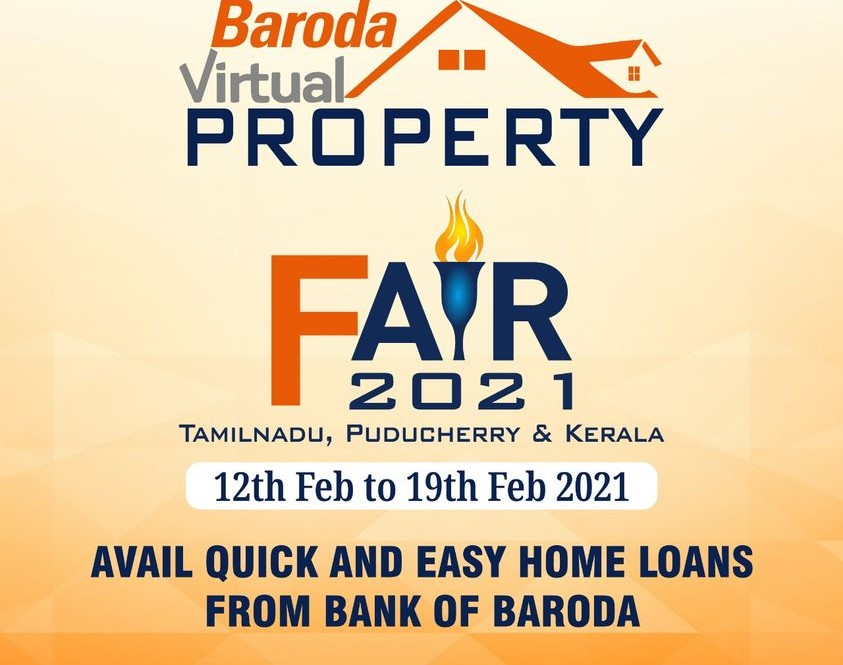 Baroda
Virtual
PROPERTY
FAIR
2021
TAMILNADU, PUDUCHERRY & KERALA
12th Feb to 19th Feb 2021
AVAIL QUICK AND EASY HOME LOANS
FROM BANK OF BARODA